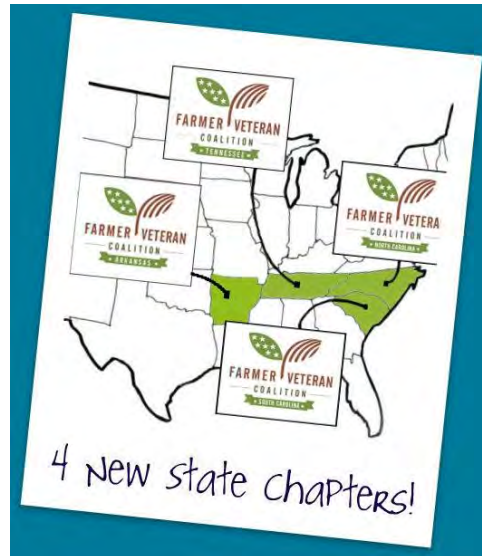 FARMER VETERAN
COALITION
TENNESSEE
FARMER VETERAN
COALITION
ARKANSAS
FARMER VETERA
COALITION
NORTH CAROLINA
FARMER VETERAN
COALITION
SOUTH CAROLINA
4 New State Chapters!